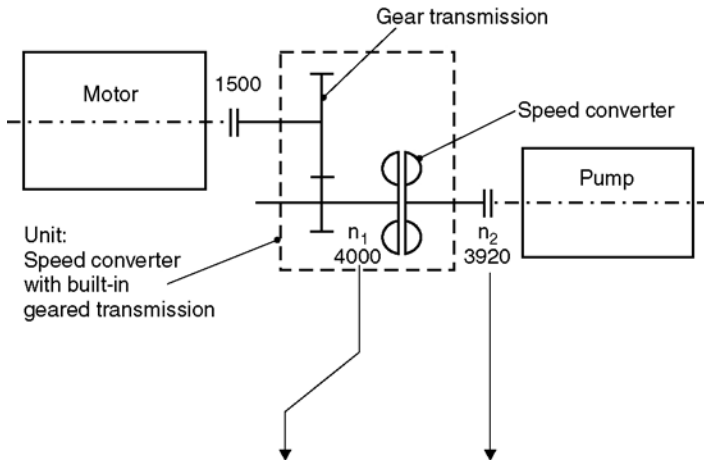 Gear transmission
Motor
1500
Speed converter
Pump
Unit:
Speed converter
with built-in
geared transmission
n₁
4000
n₂
3920